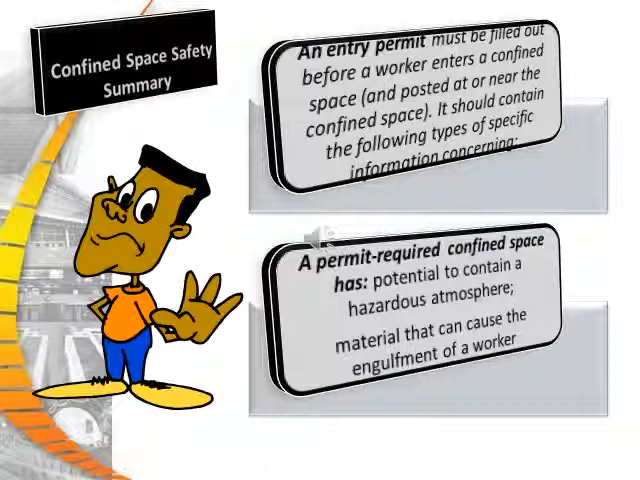 Confined Space Safety
Summary
An entry permit must be filled out
before a worker enters a confined
space (and posted at or near the
confined space). It should contain
the following types of specific
information concerning:
A permit-required confined space
has: potential to contain a
hazardous atmosphere;
material that can cause the
engulfment of a worker